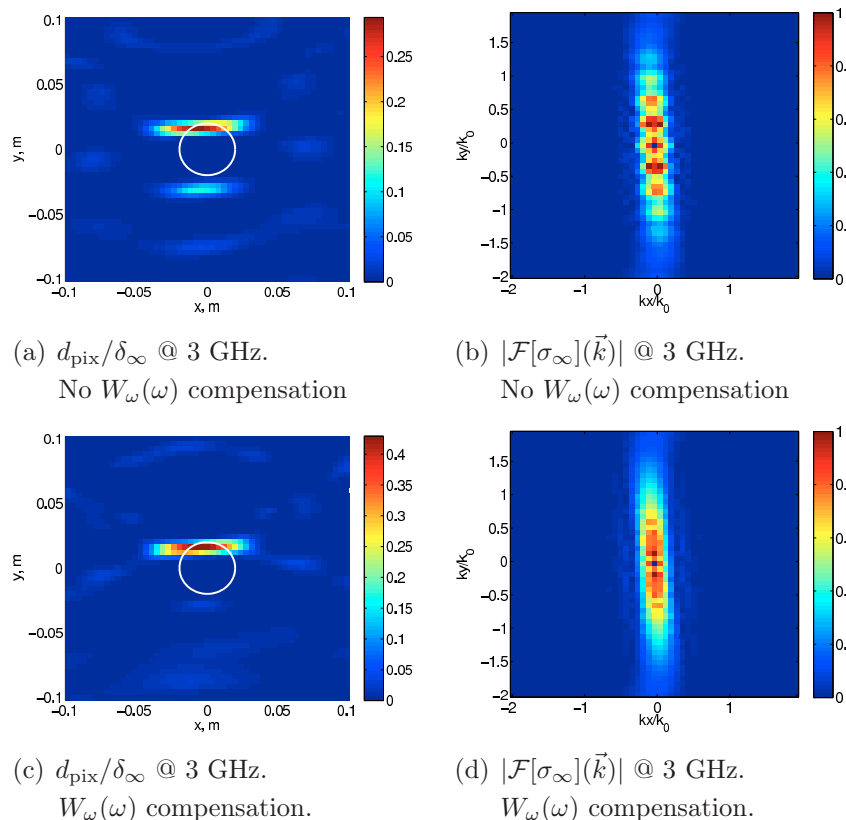 0.1
0.05
0
−0.05
−0.1
y, m
−0.1 −0.05 0 0.05 0.1
x, m
0.25
0.2
0.15
0.1
0.05
0
1.5
1
0.5
0
−0.5
−1
−1.5
−2
ky/k0
−2 −1 0 1
kx/k0
1
0
(a) d_pix/δ_∞ @ 3 GHz.
No W_ω(ω) compensation
(b) |F[σ_∞](k⃗)| @ 3 GHz.
No W_ω(ω) compensation
0.1
0.05
0
−0.05
−0.1
y, m
−0.1 −0.05 0 0.05 0.1
x, m
0.4
0.35
0.3
0.25
0.2
0.15
0.1
0.05
0
1.5
1
0.5
0
−0.5
−1
−1.5
−2
ky/k0
−2 −1 0 1
kx/k0
1
0
(c) d_pix/δ_∞ @ 3 GHz.
W_ω(ω) compensation.
(d) |F[σ_∞](k⃗)| @ 3 GHz.
W_ω(ω) compensation.